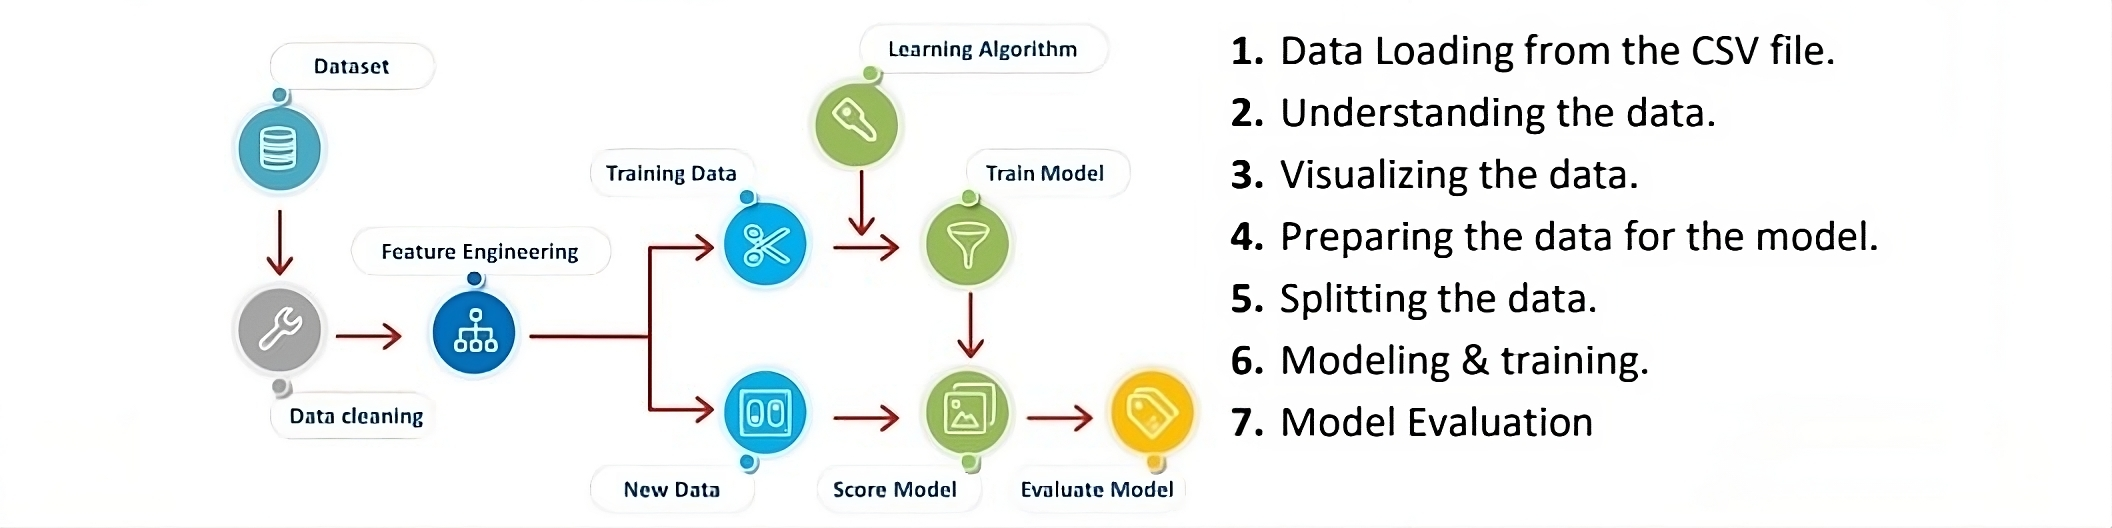 Dataset
Learning Algorithm
Training Data
Train Model
Feature Engineering
Data cleaning
New Data
Score Model
Evaluate Model
1. Data Loading from the CSV file.
2. Understanding the data.
3. Visualizing the data.
4. Preparing the data for the model.
5. Splitting the data.
6. Modeling & training.
7. Model Evaluation